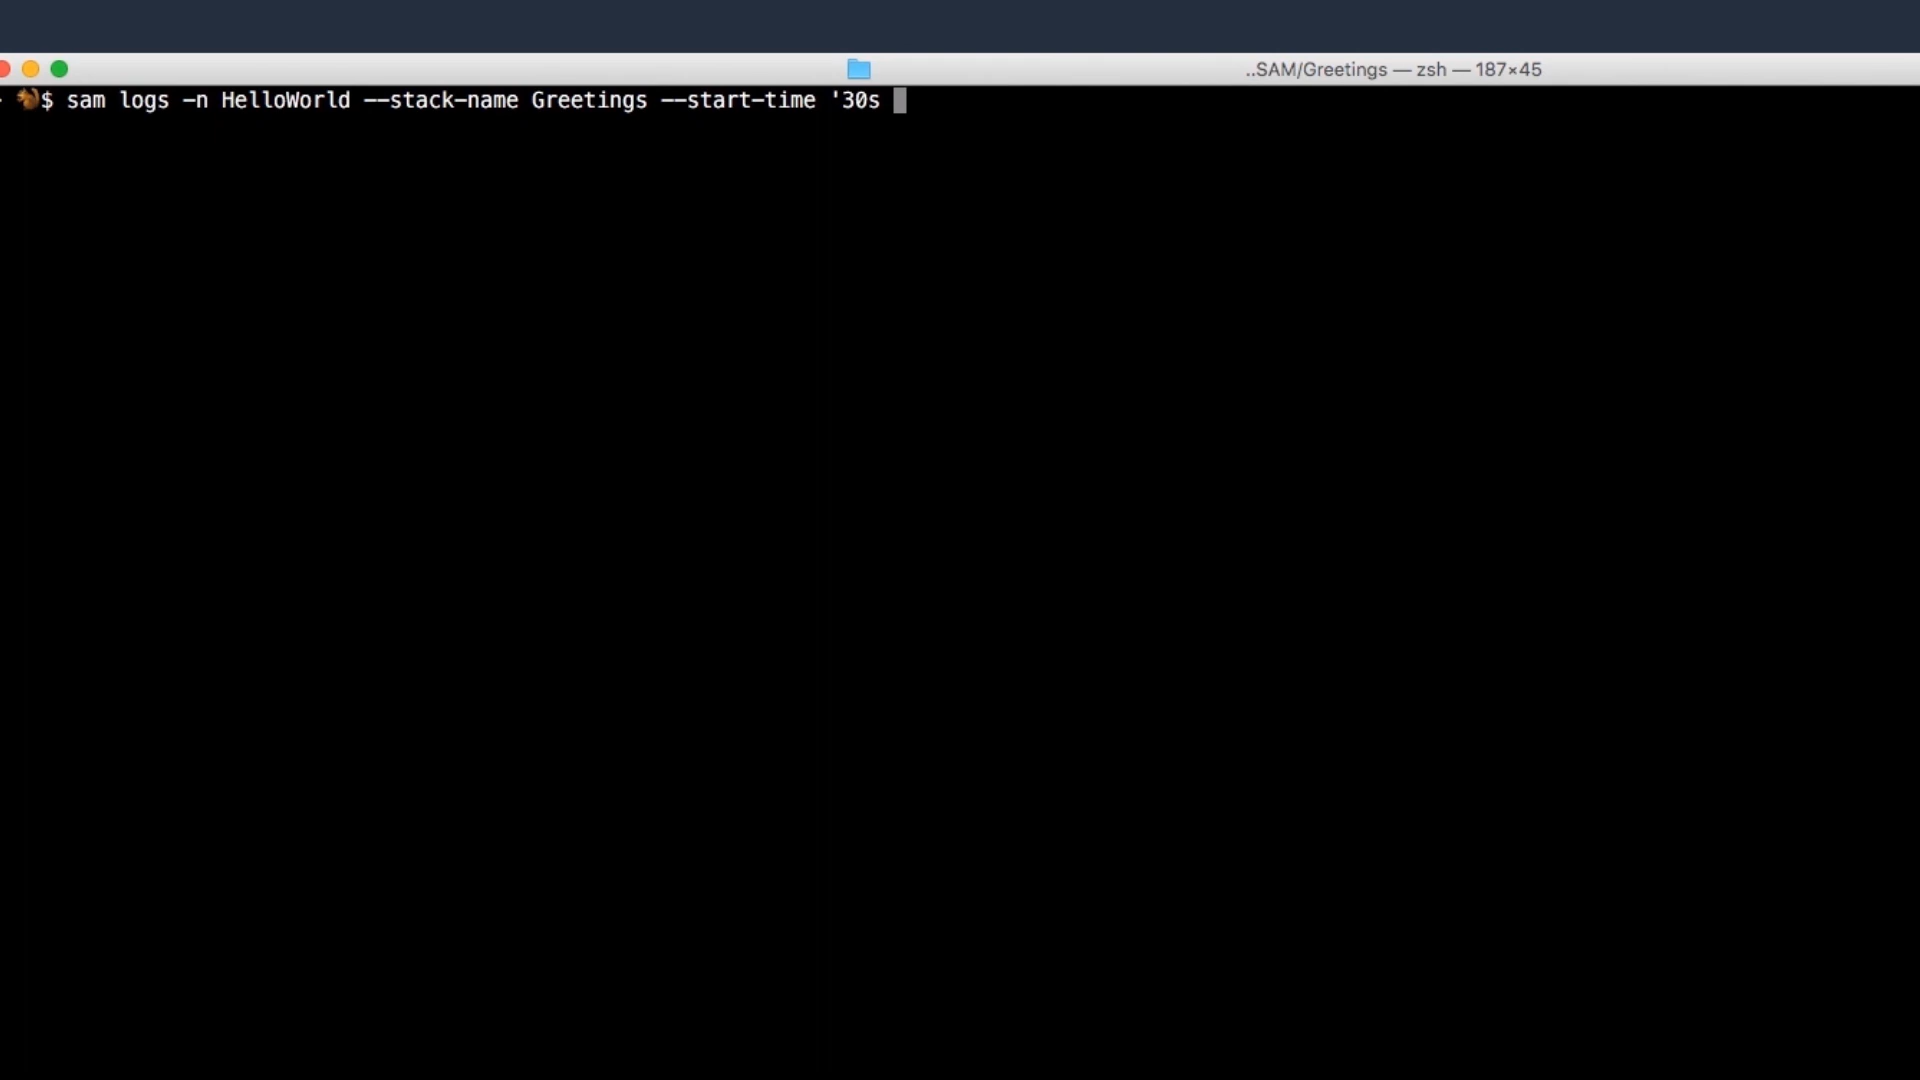 ..SAM/Greetings — zsh — 187×45
$ sam logs -n HelloWorld --stack-name Greetings --start-time '30s